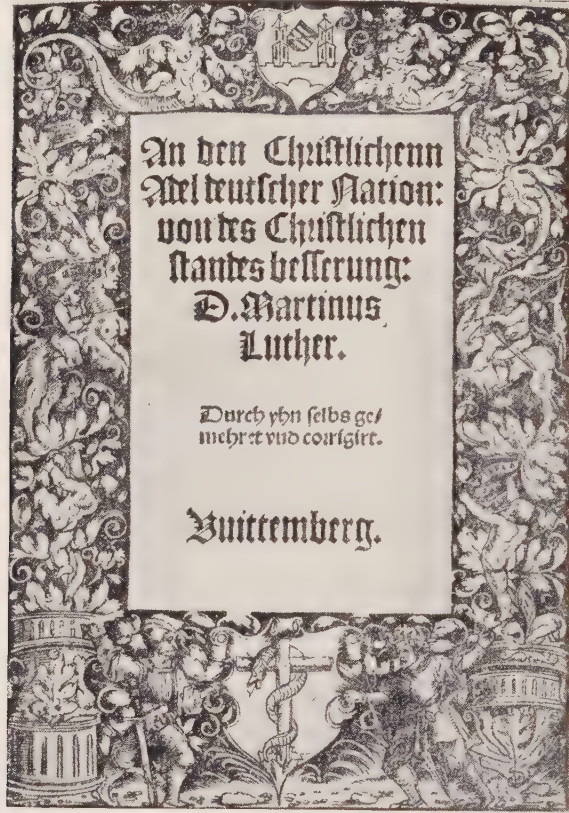 An den Christlichenn
Adel teutscher Nation:
von des Christlichen
standes besserung:
D. Martinus
Luther.
Durch yhn selbs ge/
mehret vnd corrigirt.
Vuittemberg.